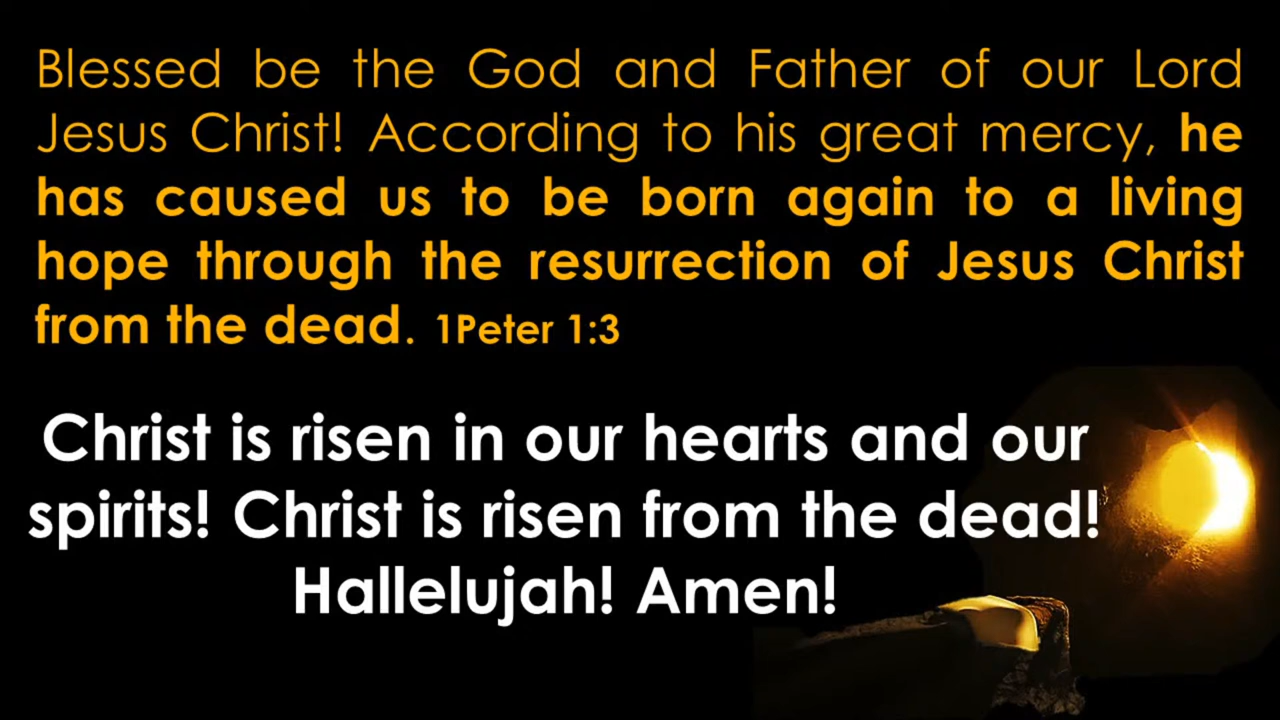 Blessed be the God and Father of our Lord
Jesus Christ! According to his great mercy, he
has caused us to be born again to a living
hope through the resurrection of Jesus Christ
from the dead. 1Peter 1:3
Christ is risen in our hearts and our
spirits! Christ is risen from the dead!
Hallelujah! Amen!